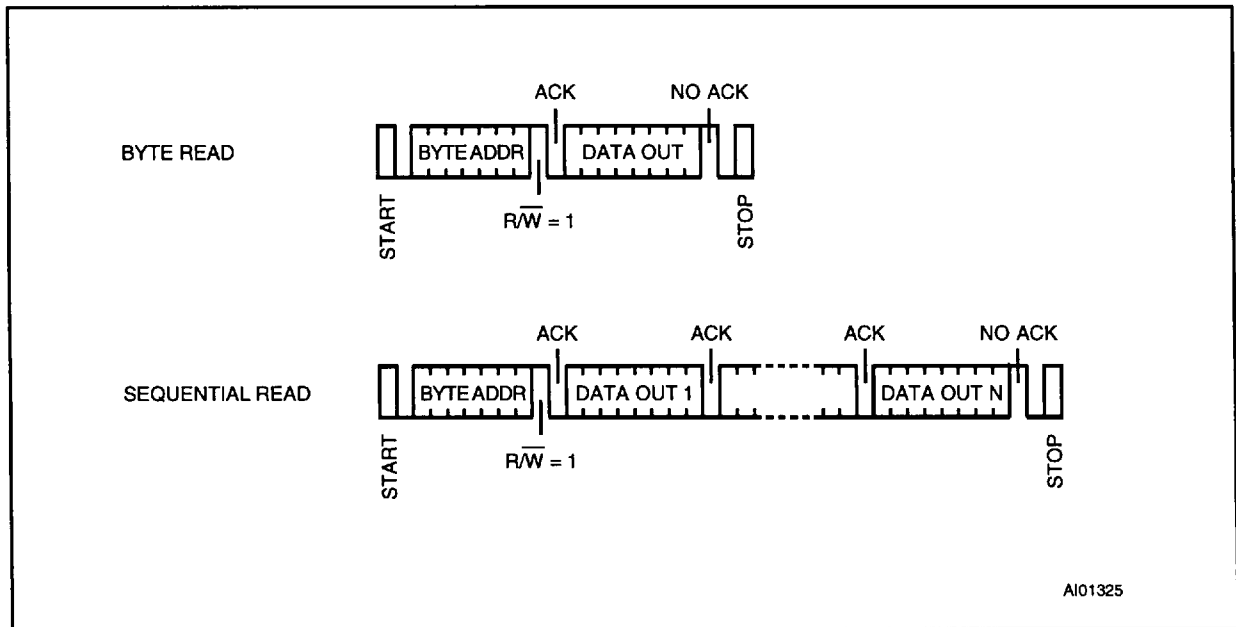 ACK NO ACK
BYTE READ BYTE ADDR DATA OUT
START R/W̅ = 1 STOP
ACK ACK ACK NO ACK
SEQUENTIAL READ BYTE ADDR DATA OUT 1 DATA OUT N
START R/W̅ = 1 STOP
AI01325